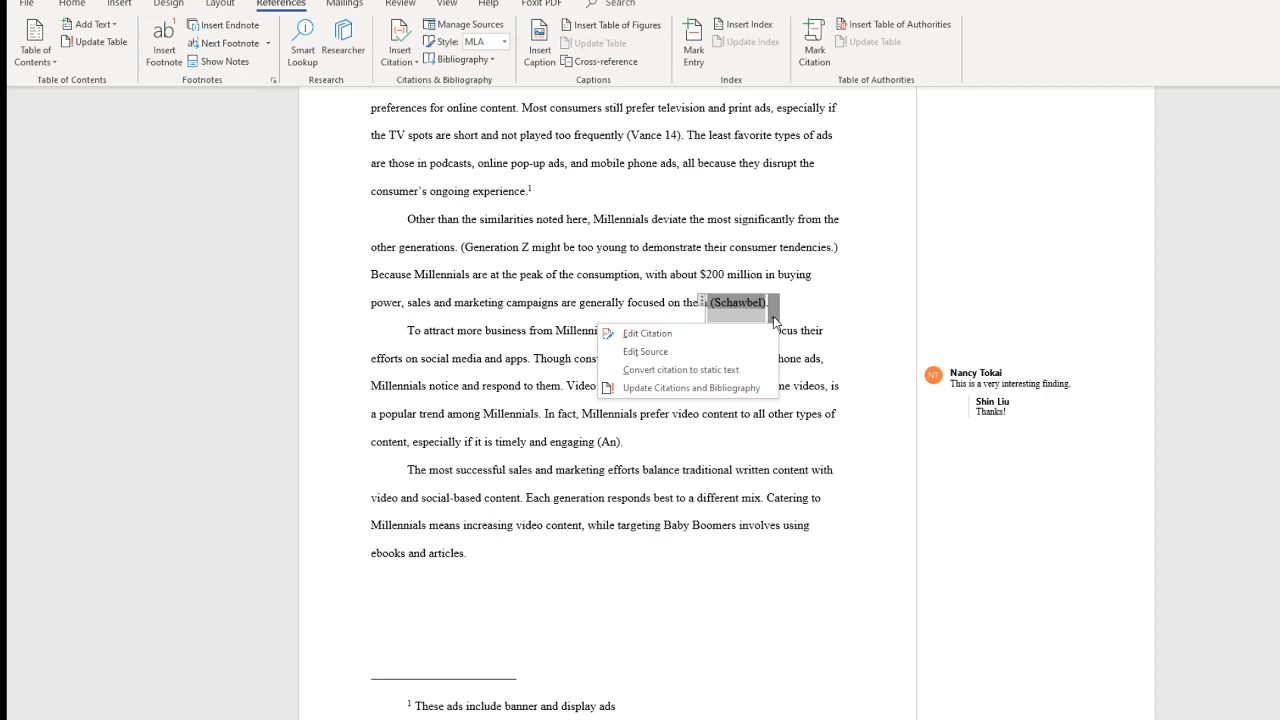 File Home Insert Design Layout References Mailings Review View Help Foxit PDF Search
Table of Contents
Add Text
Update Table
Table of Contents
ab
Insert Footnote
Insert Endnote
Next Footnote
Show Notes
Footnotes
Smart Lookup
Researcher
Research
Insert Citation
Manage Sources
Style: MLA
Bibliography
Citations & Bibliography
Insert Caption
Insert Table of Figures
Update Table
Cross-reference
Captions
Mark Entry
Insert Index
Update Index
Index
Mark Citation
Insert Table of Authorities
Update Table
Table of Authorities
preferences for online content. Most consumers still prefer television and print ads, especially if
the TV spots are short and not played too frequently (Vance 14). The least favorite types of ads
are those in podcasts, online pop-up ads, and mobile phone ads, all because they disrupt the
consumer's ongoing experience.1
Other than the similarities noted here, Millennials deviate the most significantly from the
other generations. (Generation Z might be too young to demonstrate their consumer tendencies.)
Because Millennials are at the peak of the consumption, with about $200 million in buying
power, sales and marketing campaigns are generally focused on (Schawbel).
To attract more business from their
efforts on social media and apps. Though ads,
Millennials notice and respond to them. Video videos, is
a popular trend among Millennials. In fact, Millennials prefer video content to all other types of
content, especially if it is timely and engaging (An).
The most successful sales and marketing efforts balance traditional written content with
video and social-based content. Each generation responds best to a different mix. Catering to
Millennials means increasing video content, while targeting Baby Boomers involves using
ebooks and articles.
1 These ads include banner and display ads
Edit Citation
Edit Source
Convert citation to static text
Update Citations and Bibliography
NT
Nancy Tokai
This is a very interesting finding.
Shin Liu
Thanks!